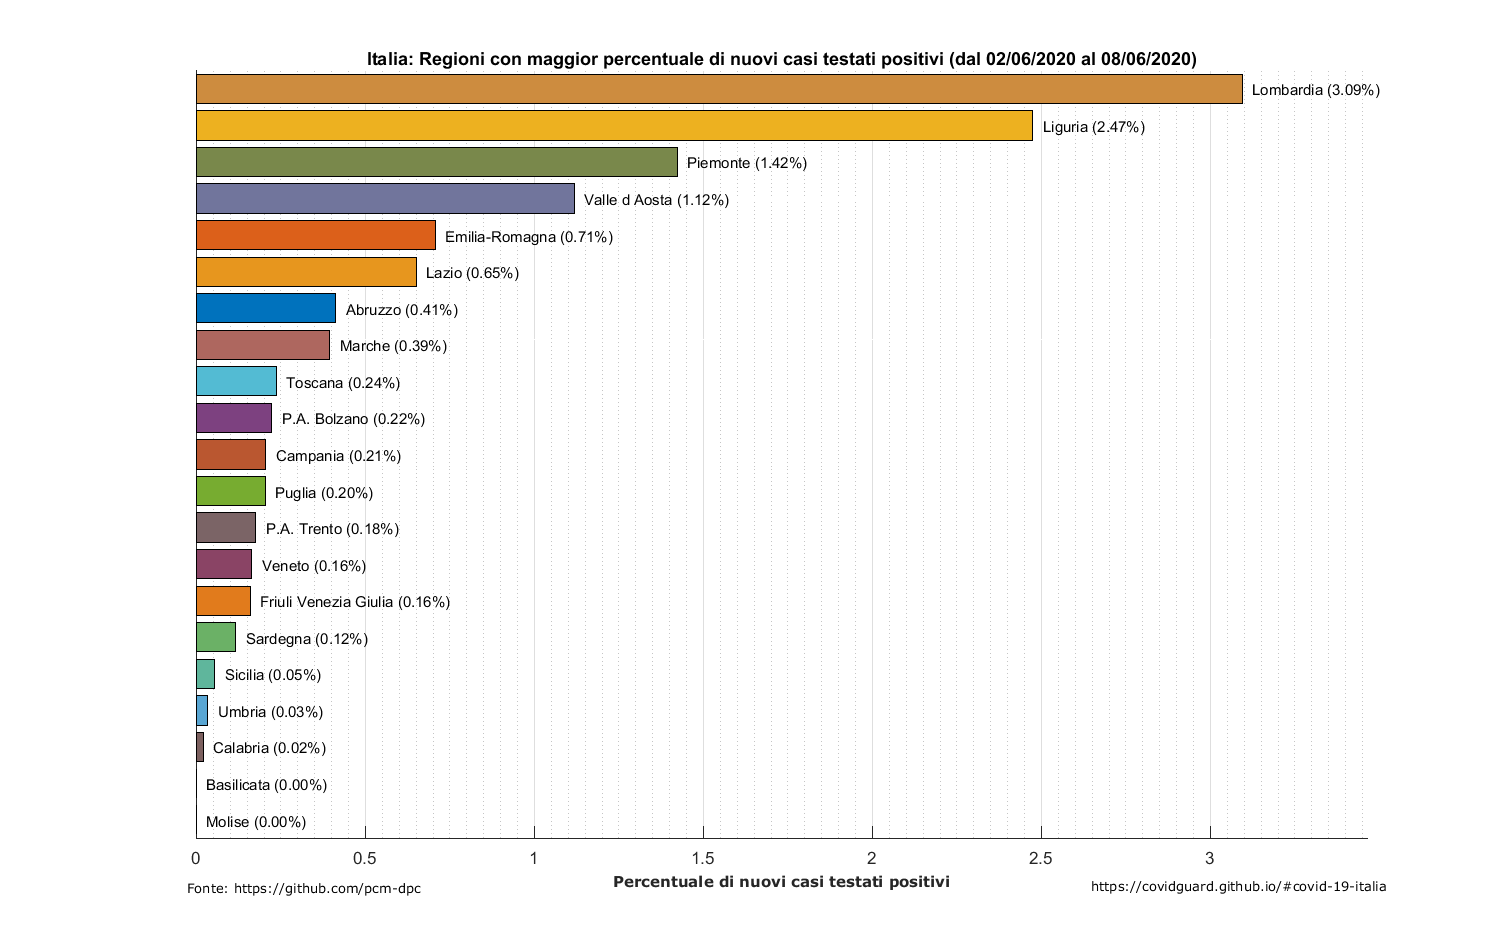 Italia: Regioni con maggior percentuale di nuovi casi testati positivi (dal 02/06/2020 al 08/06/2020)
Lombardia (3.09%)
Liguria (2.47%)
Piemonte (1.42%)
Valle d Aosta (1.12%)
Emilia-Romagna (0.71%)
Lazio (0.65%)
Abruzzo (0.41%)
Marche (0.39%)
Toscana (0.24%)
P.A. Bolzano (0.22%)
Campania (0.21%)
Puglia (0.20%)
P.A. Trento (0.18%)
Veneto (0.16%)
Friuli Venezia Giulia (0.16%)
Sardegna (0.12%)
Sicilia (0.05%)
Umbria (0.03%)
Calabria (0.02%)
Basilicata (0.00%)
Molise (0.00%)
0 0.5 1 1.5 2 2.5 3
Percentuale di nuovi casi testati positivi
Fonte: https://github.com/pcm-dpc
https://covidguard.github.io/#covid-19-italia